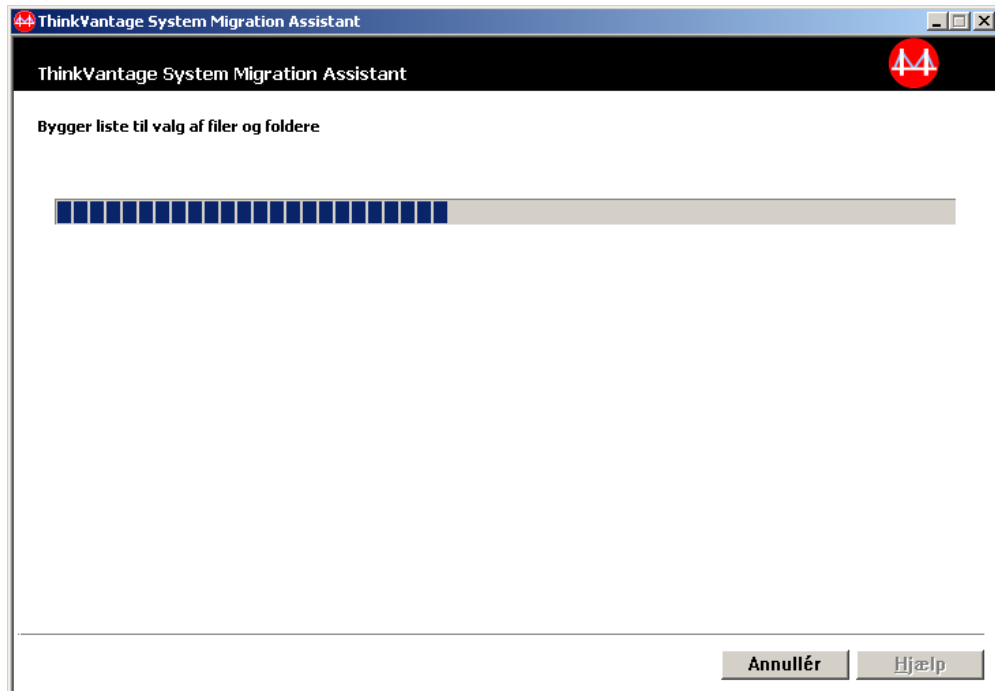 ThinkVantage System Migration Assistant
ThinkVantage System Migration Assistant
Bygger liste til valg af filer og foldere
Annullér
Hjælp